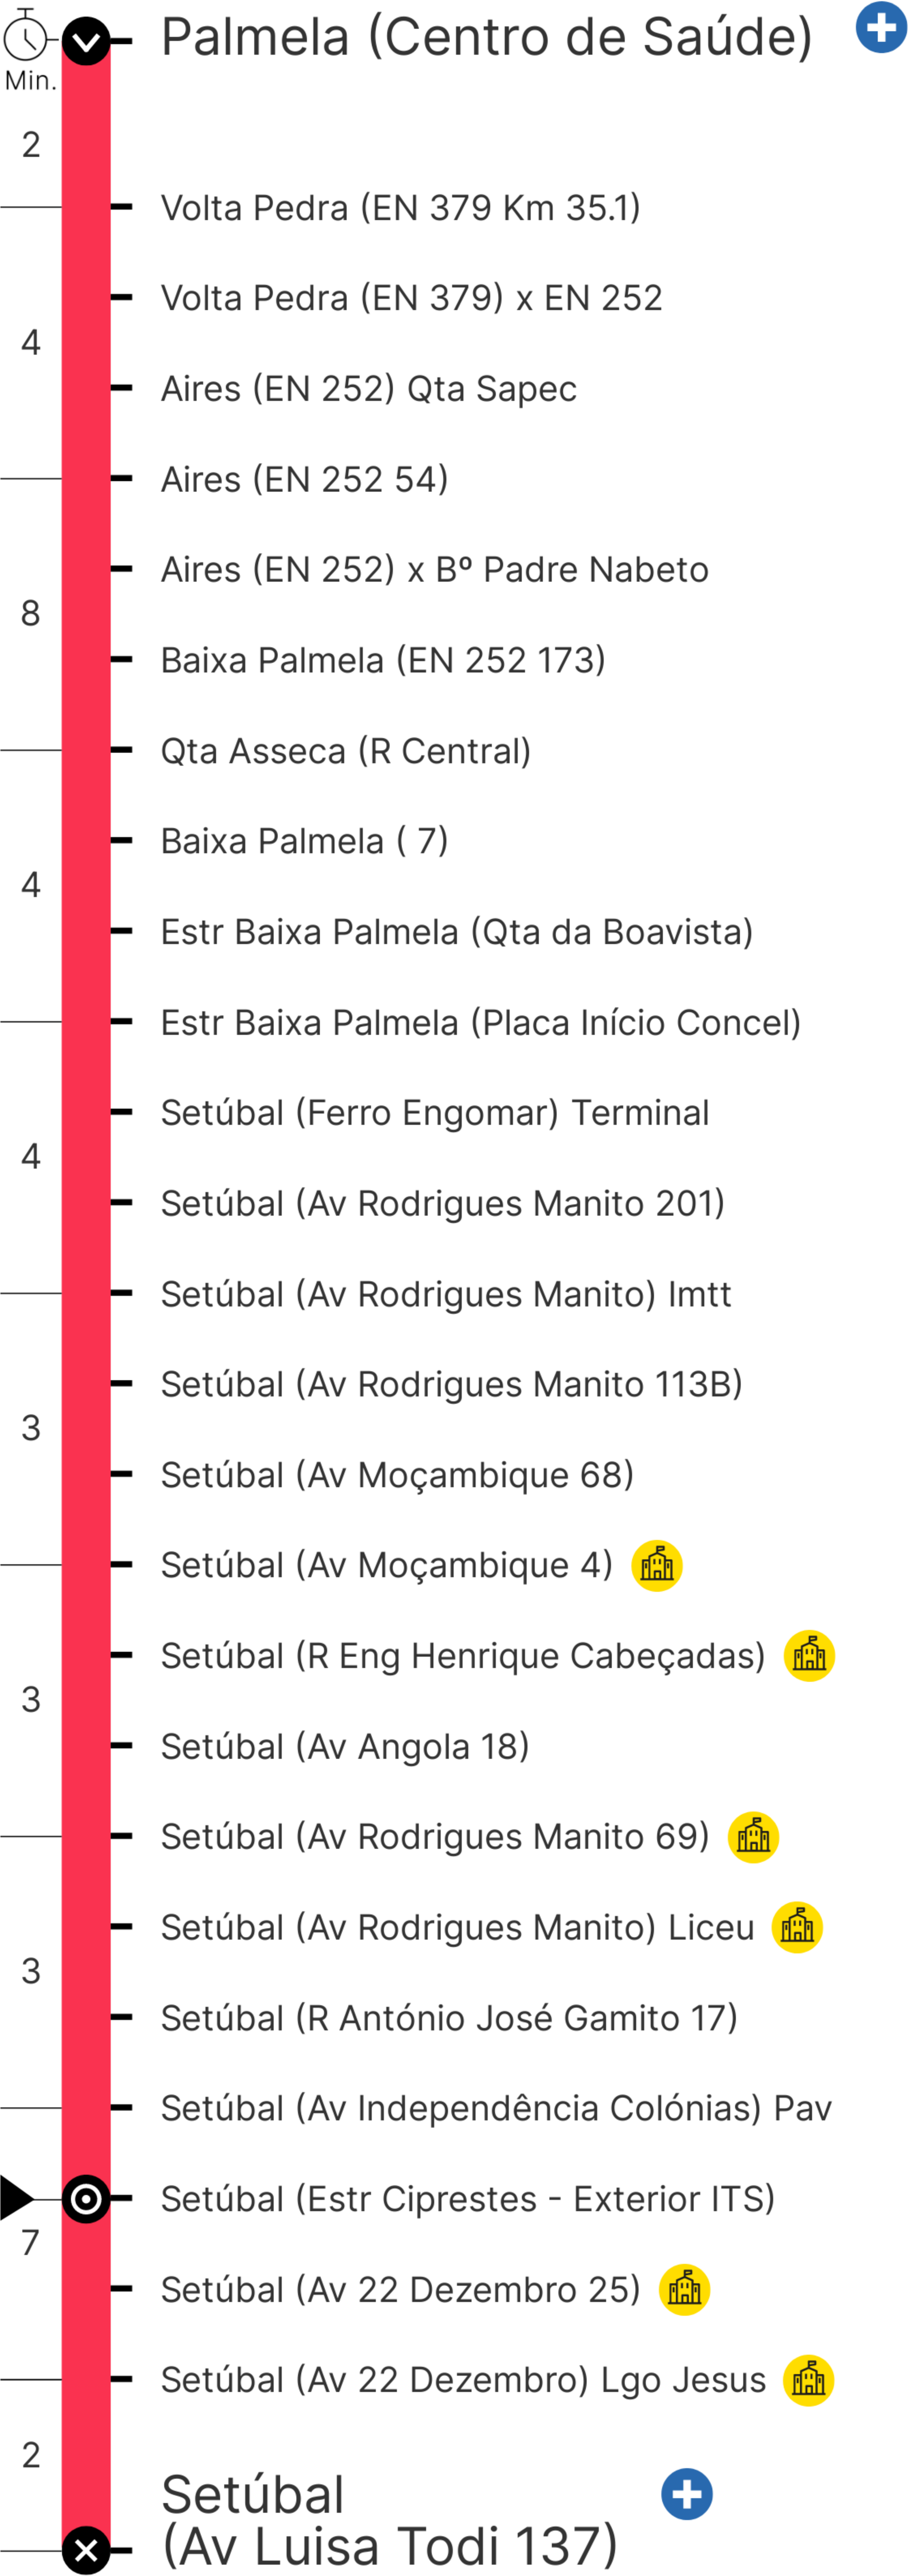 Palmela (Centro de Saúde)
Min.
2
Volta Pedra (EN 379 Km 35.1)
Volta Pedra (EN 379) x EN 252
4
Aires (EN 252) Qta Sapec
Aires (EN 252 54)
Aires (EN 252) x Bº Padre Nabeto
8
Baixa Palmela (EN 252 173)
Qta Asseca (R Central)
Baixa Palmela ( 7)
4
Estr Baixa Palmela (Qta da Boavista)
Estr Baixa Palmela (Placa Início Concel)
Setúbal (Ferro Engomar) Terminal
4
Setúbal (Av Rodrigues Manito 201)
Setúbal (Av Rodrigues Manito) Imtt
Setúbal (Av Rodrigues Manito 113B)
3
Setúbal (Av Moçambique 68)
Setúbal (Av Moçambique 4)
Setúbal (R Eng Henrique Cabeçadas)
3
Setúbal (Av Angola 18)
Setúbal (Av Rodrigues Manito 69)
Setúbal (Av Rodrigues Manito) Liceu
3
Setúbal (R António José Gamito 17)
Setúbal (Av Independência Colónias) Pav
Setúbal (Estr Ciprestes - Exterior ITS)
7
Setúbal (Av 22 Dezembro 25)
Setúbal (Av 22 Dezembro) Lgo Jesus
2
Setúbal
(Av Luisa Todi 137)